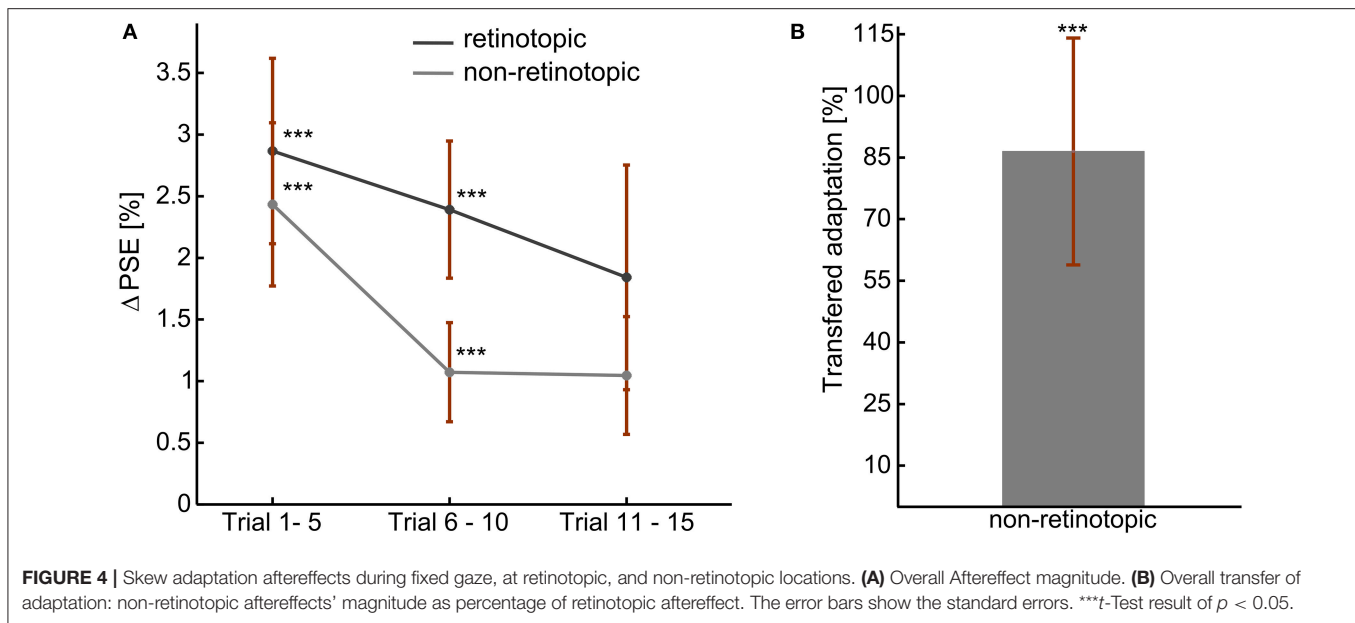 A
retinotopic
non-retinotopic
3.5
3
2.5
2
1.5
1
0.5
0
Δ PSE [%]
***
***
***
***
Trial 1- 5
Trial 6 - 10
Trial 11 - 15
B
***
115
100
85
70
55
40
25
10
Transfered adaptation [%]
non-retinotopic
FIGURE 4 | Skew adaptation aftereffects during fixed gaze, at retinotopic, and non-retinotopic locations. (A) Overall Aftereffect magnitude. (B) Overall transfer of
adaptation: non-retinotopic aftereffects’ magnitude as percentage of retinotopic aftereffect. The error bars show the standard errors. ***t-Test result of p < 0.05.